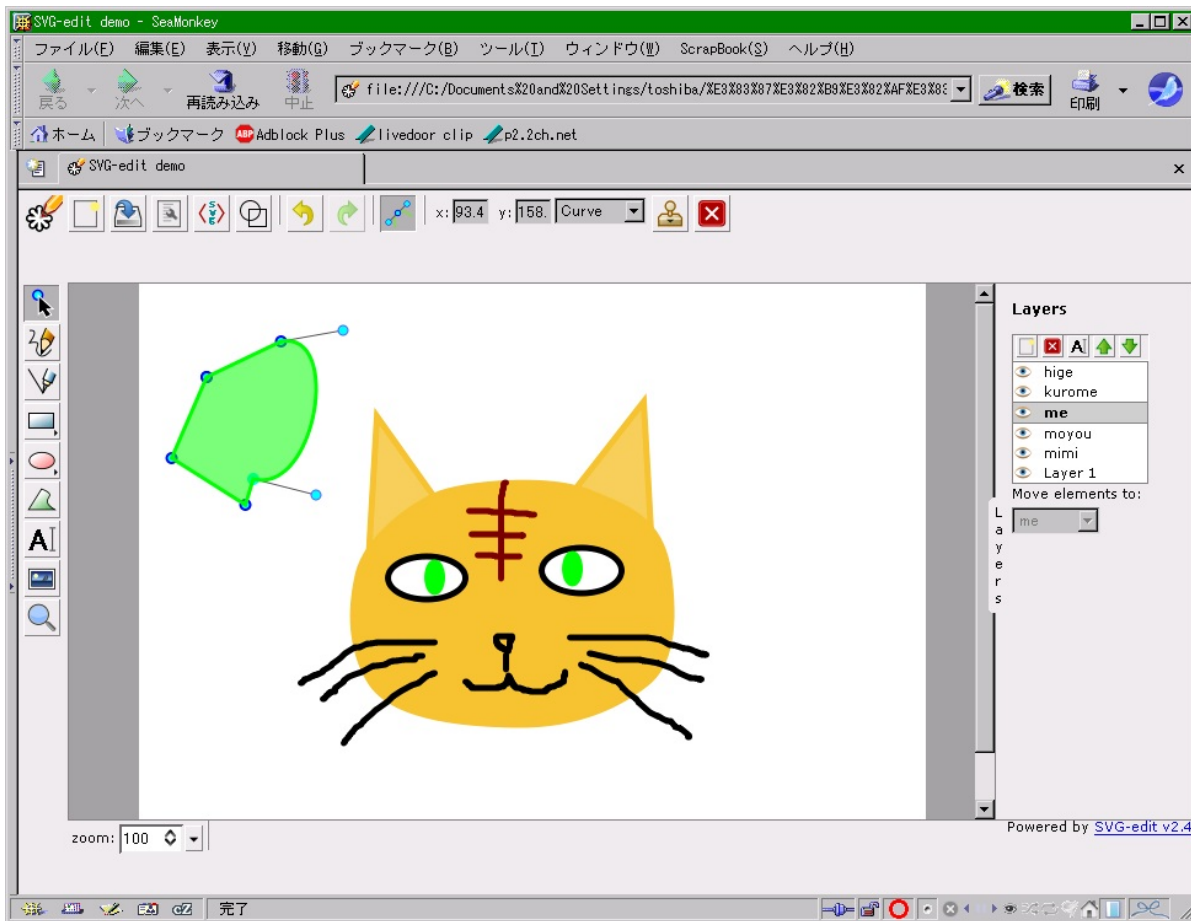 SVG-edit demo - SeaMonkey
ファイル(F) 編集(E) 表示(V) 移動(G) ブックマーク(B) ツール(T) ウィンドウ(W) ScrapBook(S) ヘルプ(H)
戻る 次へ 再読み込み 中止 file:///C:/Documents%20and%20Settings/toshiba/%E3%83%87%E3%82%B9%E3%82%AF%E3%8 検索 印刷
ホーム ブックマーク ABP Adblock Plus livedoor clip p2.2ch.net
SVG-edit demo
x: 93.4 y: 158. Curve
Layers
hige
kurome
me
moyou
mimi
Layer 1
Move elements to:
me
Layers
zoom: 100
Powered by SVG-edit v2.4
完了